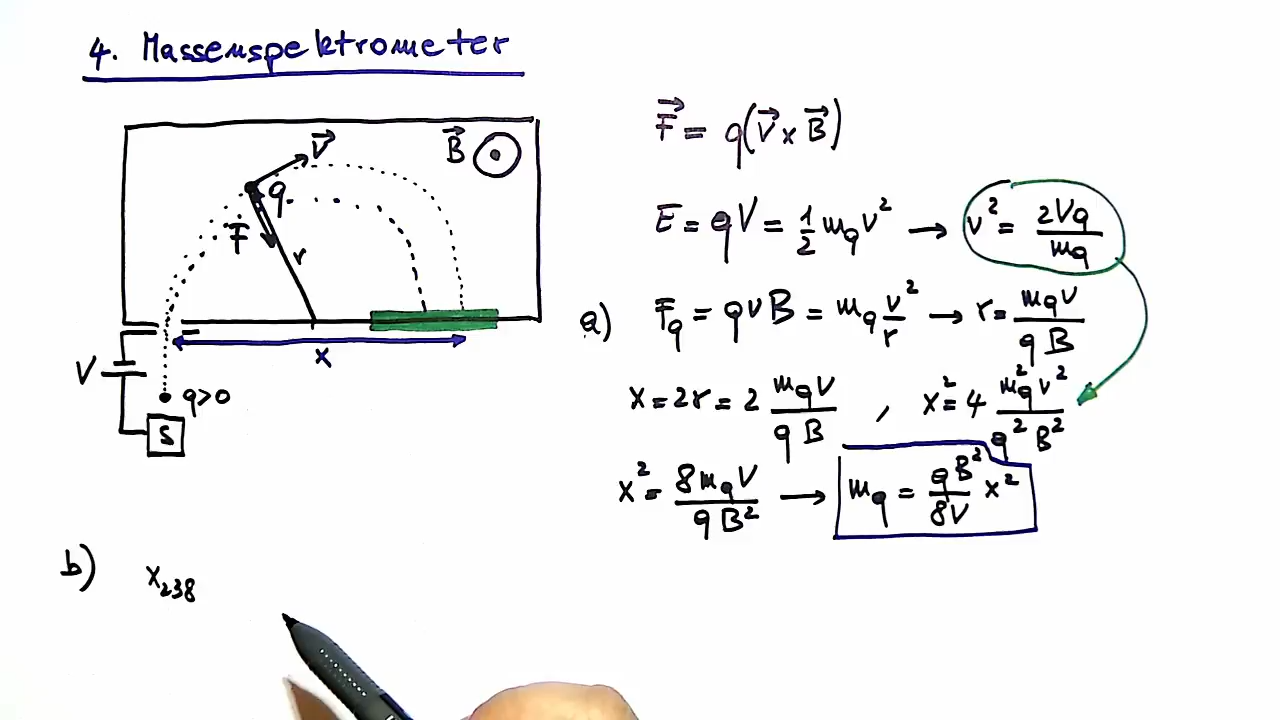 4. Massenspektrometer
V⃗
B⃗
q
F⃗
r
x
V
q>0
S
F⃗ = q(V⃗ x B⃗)
E = qV = ½ m_q v² → v² = 2Vq / m_q
a) F_q = qvB = m_q v²/r → r = m_q v / qB
x = 2r = 2 m_q v / qB , x² = 4 m_q² v² / q² B²
x² = 8 m_q V / qB² → m_q = qB²/8V x²
b) x₂₃₈